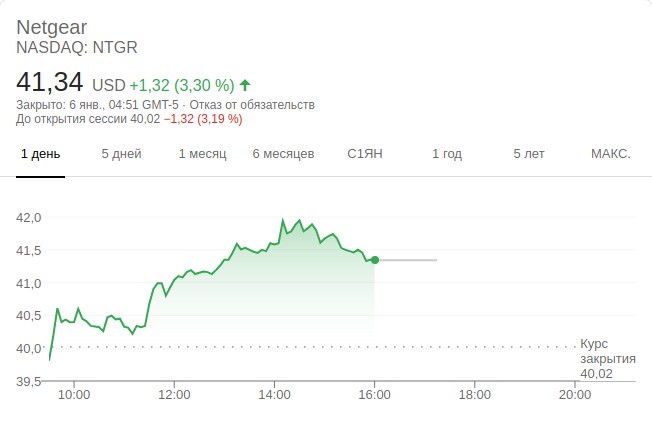 Netgear
NASDAQ: NTGR
41,34 USD +1,32 (3,30 %)
Закрыто: 6 янв., 04:51 GMT-5 · Отказ от обязательств
До открытия сессии 40,02 −1,32 (3,19 %)
1 день 5 дней 1 месяц 6 месяцев С1ЯН 1 год 5 лет МАКС.
42,0
41,5
41,0
40,5
40,0
Курс
закрытия
40,02
39,5
10:00 12:00 14:00 16:00 18:00 20:00